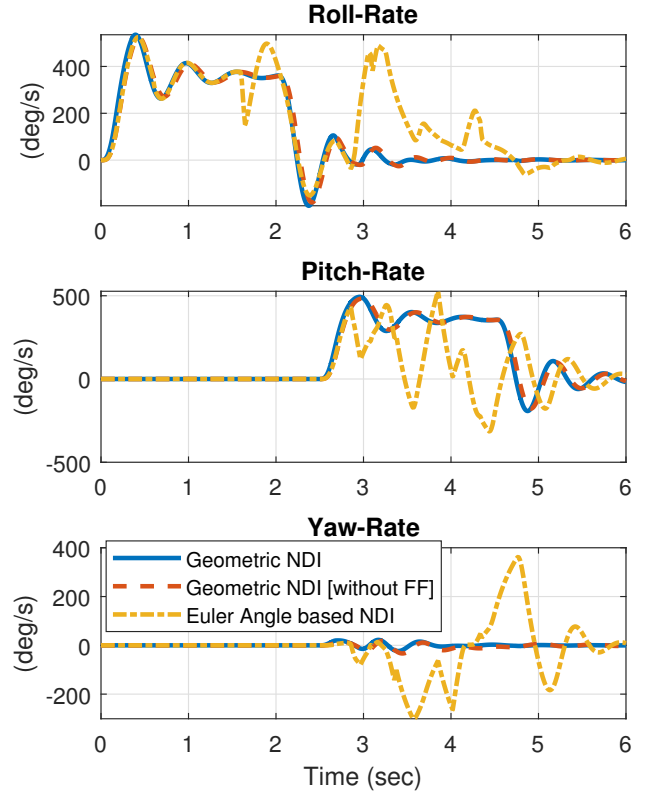 Roll-Rate
(deg/s)
400
200
0
0 1 2 3 4 5 6
Pitch-Rate
(deg/s)
500
0
-500
0 1 2 3 4 5 6
Yaw-Rate
(deg/s)
400
200
0
-200
Geometric NDI
Geometric NDI [without FF]
Euler Angle based NDI
0 1 2 3 4 5 6
Time (sec)